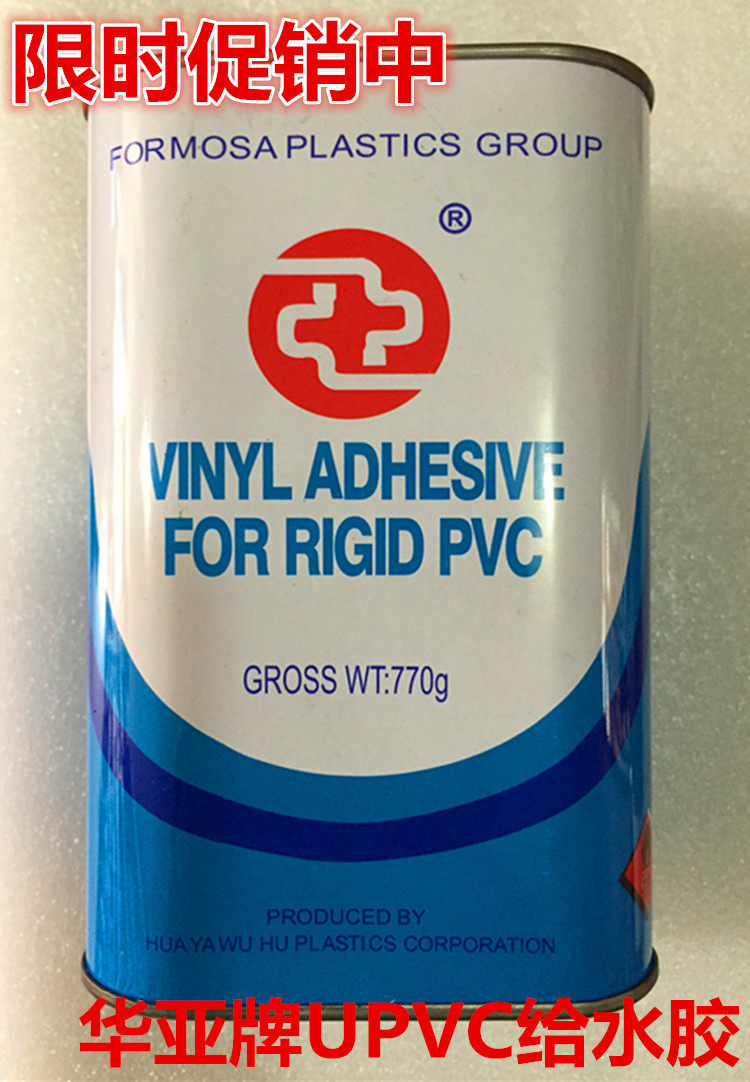 限时促销中
FORMOSA PLASTICS GROUP
®
VINYL ADHESIVE
FOR RIGID PVC
GROSS WT:770g
PRODUCED BY
HUA YA WU HU PLASTICS CORPORATION
华亚牌UPVC给水胶